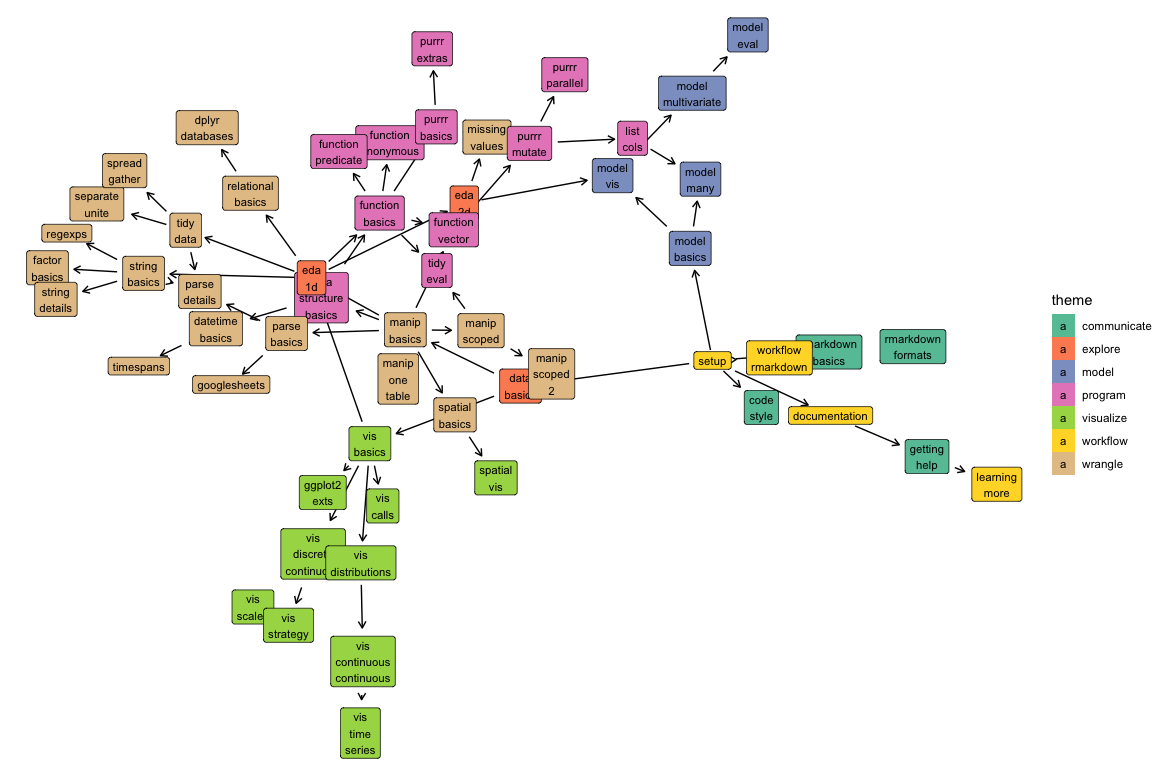 model
eval
purrr
extras
purrr
parallel
model
multivariate
dplyr
databases
function
predicate
function
nonymous
purrr
basics
missing
values
purrr
mutate
list
cols
spread
gather
separate
unite
relational
basics
model
vis
model
many
eda
2d
function
basics
function
vector
tidy
data
regexps
model
basics
factor
basics
string
basics
string
details
parse
details
eda
1d
a
structure
basics
tidy
eval
datetime
basics
parse
basics
manip
basics
manip
scoped
timespans
googlesheets
manip
one
table
data
basic
manip
scoped
2
setup
workflow
rmarkdown
arkdown
basics
rmarkdown
formats
code
style
documentation
spatial
basics
vis
basics
getting
help
learning
more
spatial
vis
ggplot2
exts
vis
calls
vis
discret
continuo
vis
distributions
vis
scale
vis
strategy
vis
continuous
continuous
vis
time
series
theme
a communicate
a explore
a model
a program
a visualize
a workflow
a wrangle